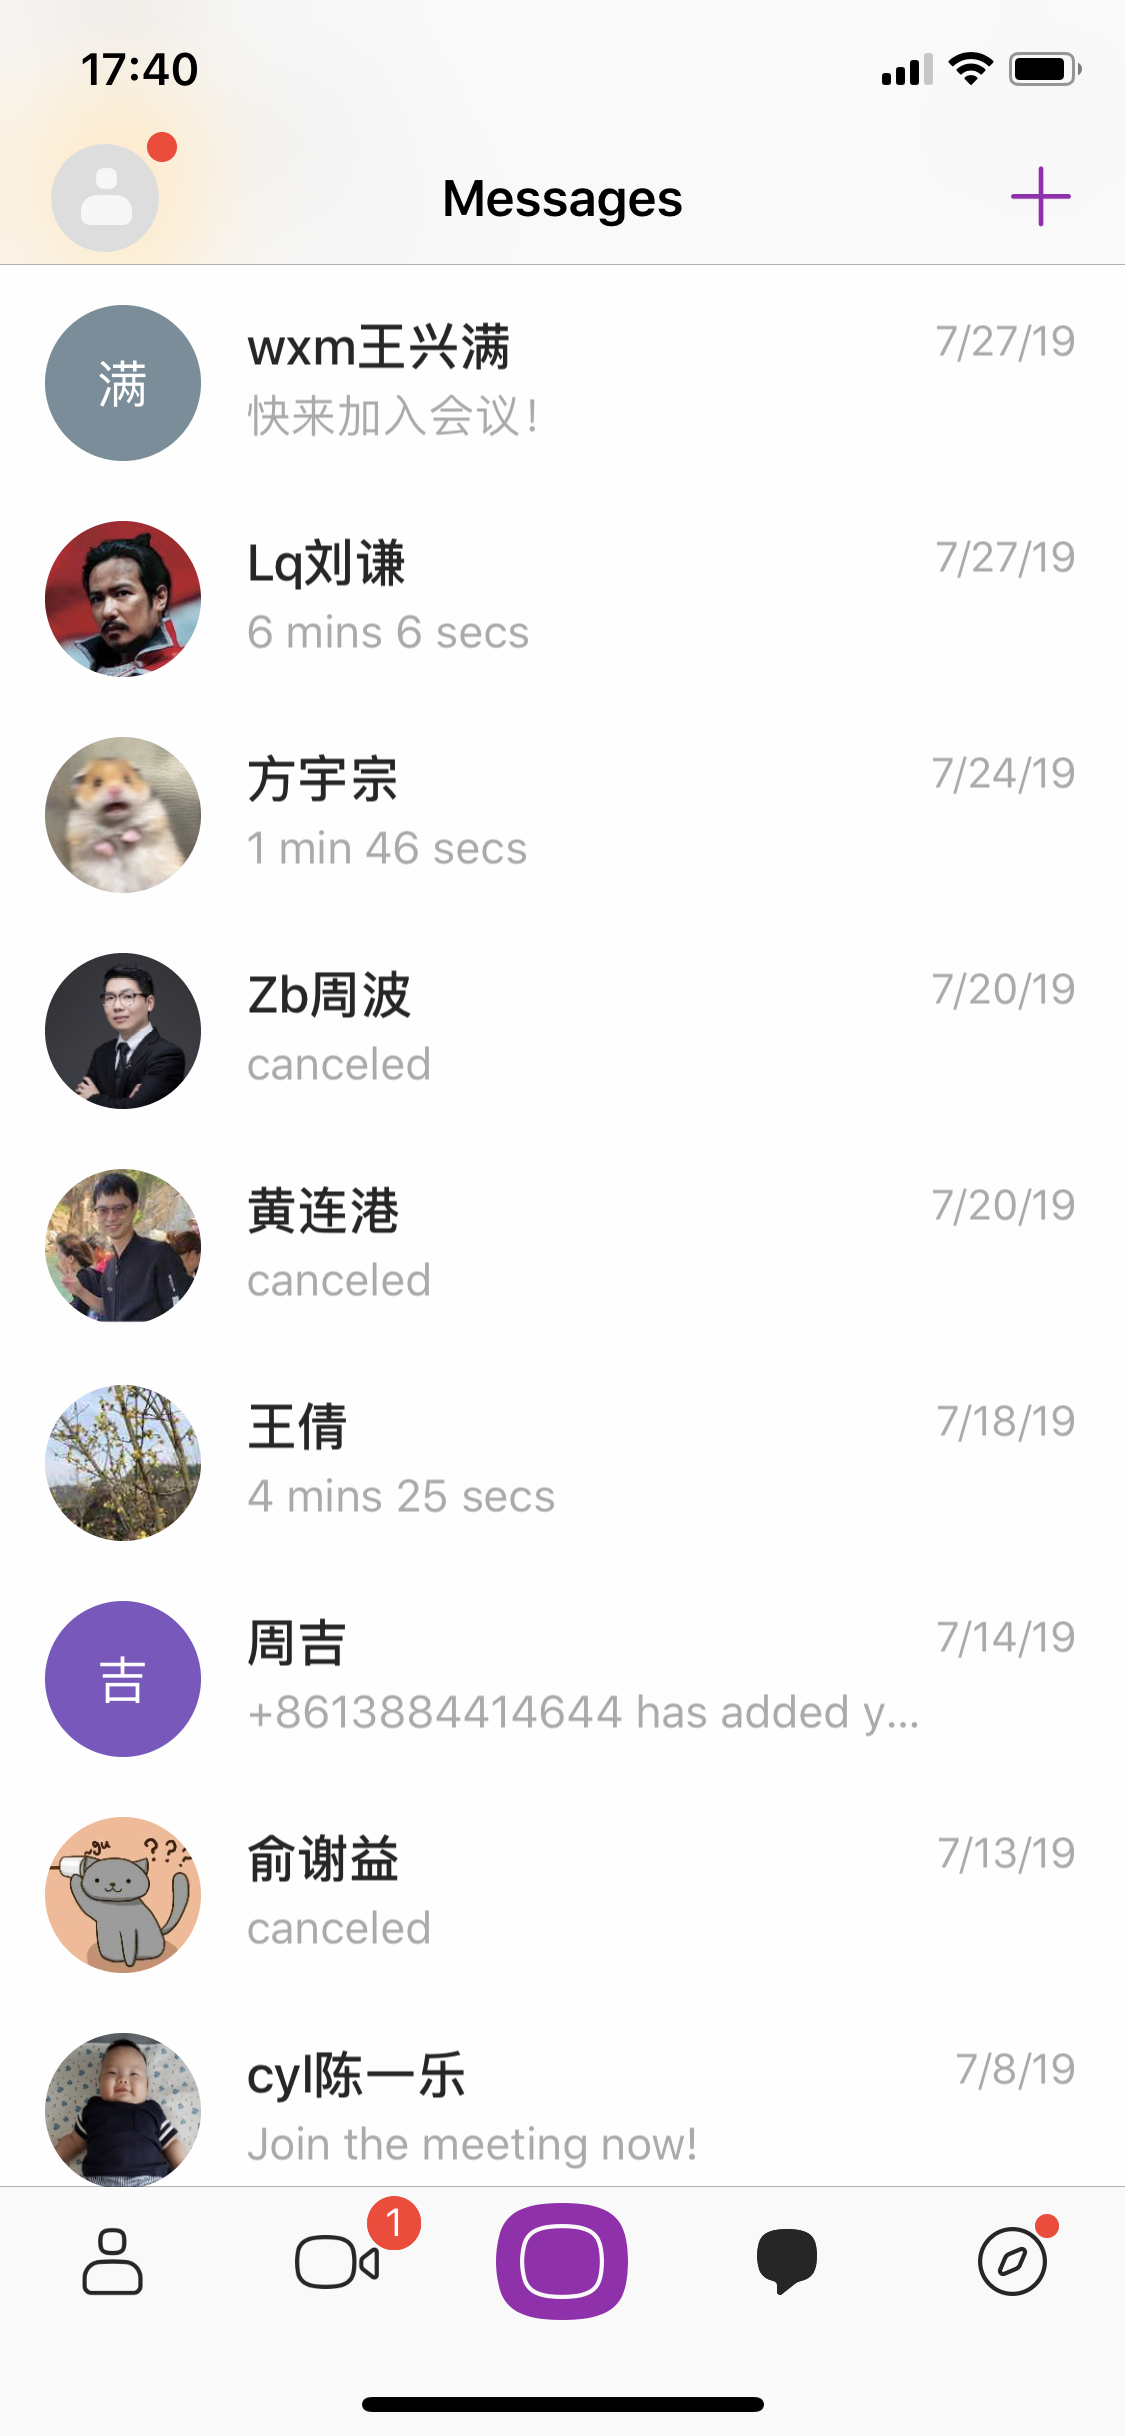 17:40
Messages
满
wxm王兴满
7/27/19
快来加入会议!
Lq刘谦
7/27/19
6 mins 6 secs
方宇宗
7/24/19
1 min 46 secs
Zb周波
7/20/19
canceled
黄连港
7/20/19
canceled
王倩
7/18/19
4 mins 25 secs
吉
周吉
7/14/19
+8613884414644 has added y...
~gu ???
俞谢益
7/13/19
canceled
cyl陈一乐
7/8/19
Join the meeting now!
1